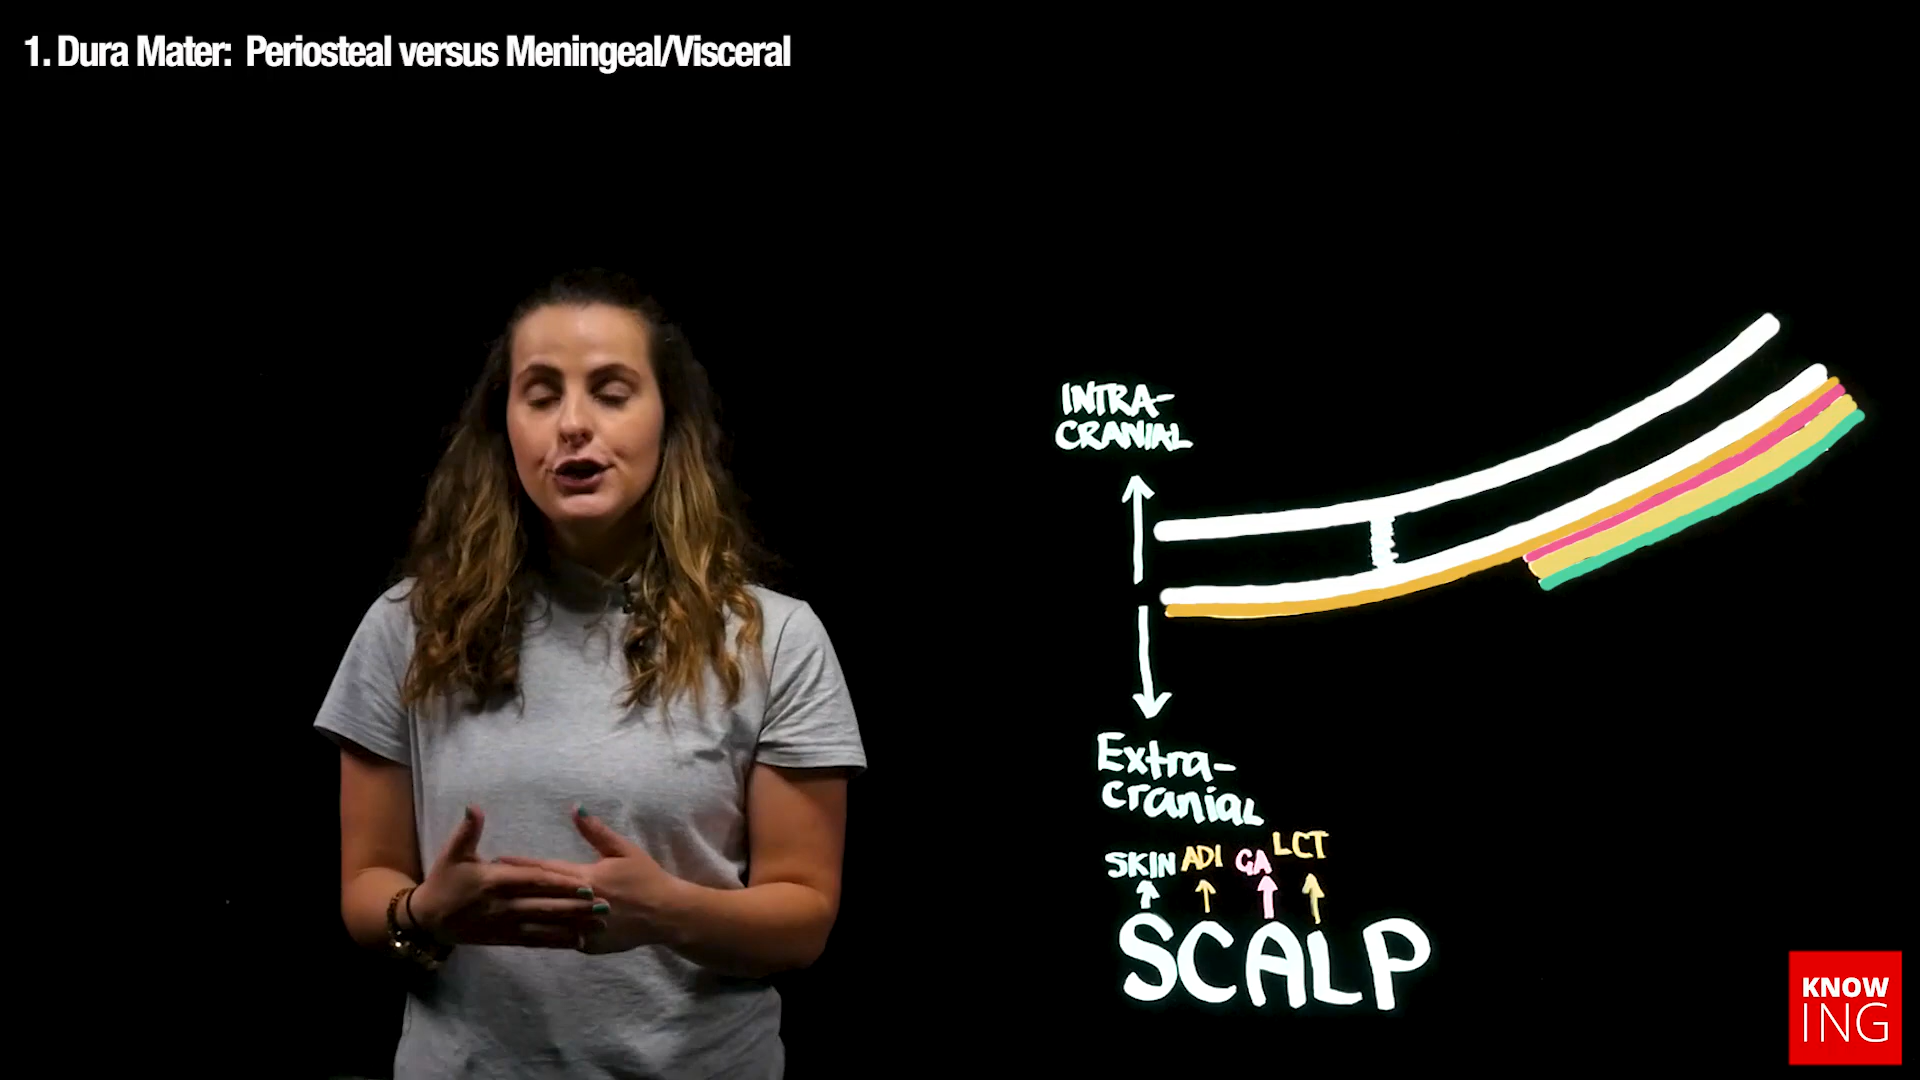 1. Dura Mater: Periosteal versus Meningeal/Visceral
INTRA-
CRANIAL
Extra-
cranial
SKIN ADI GA LCT
SCALP
KNOW
ING